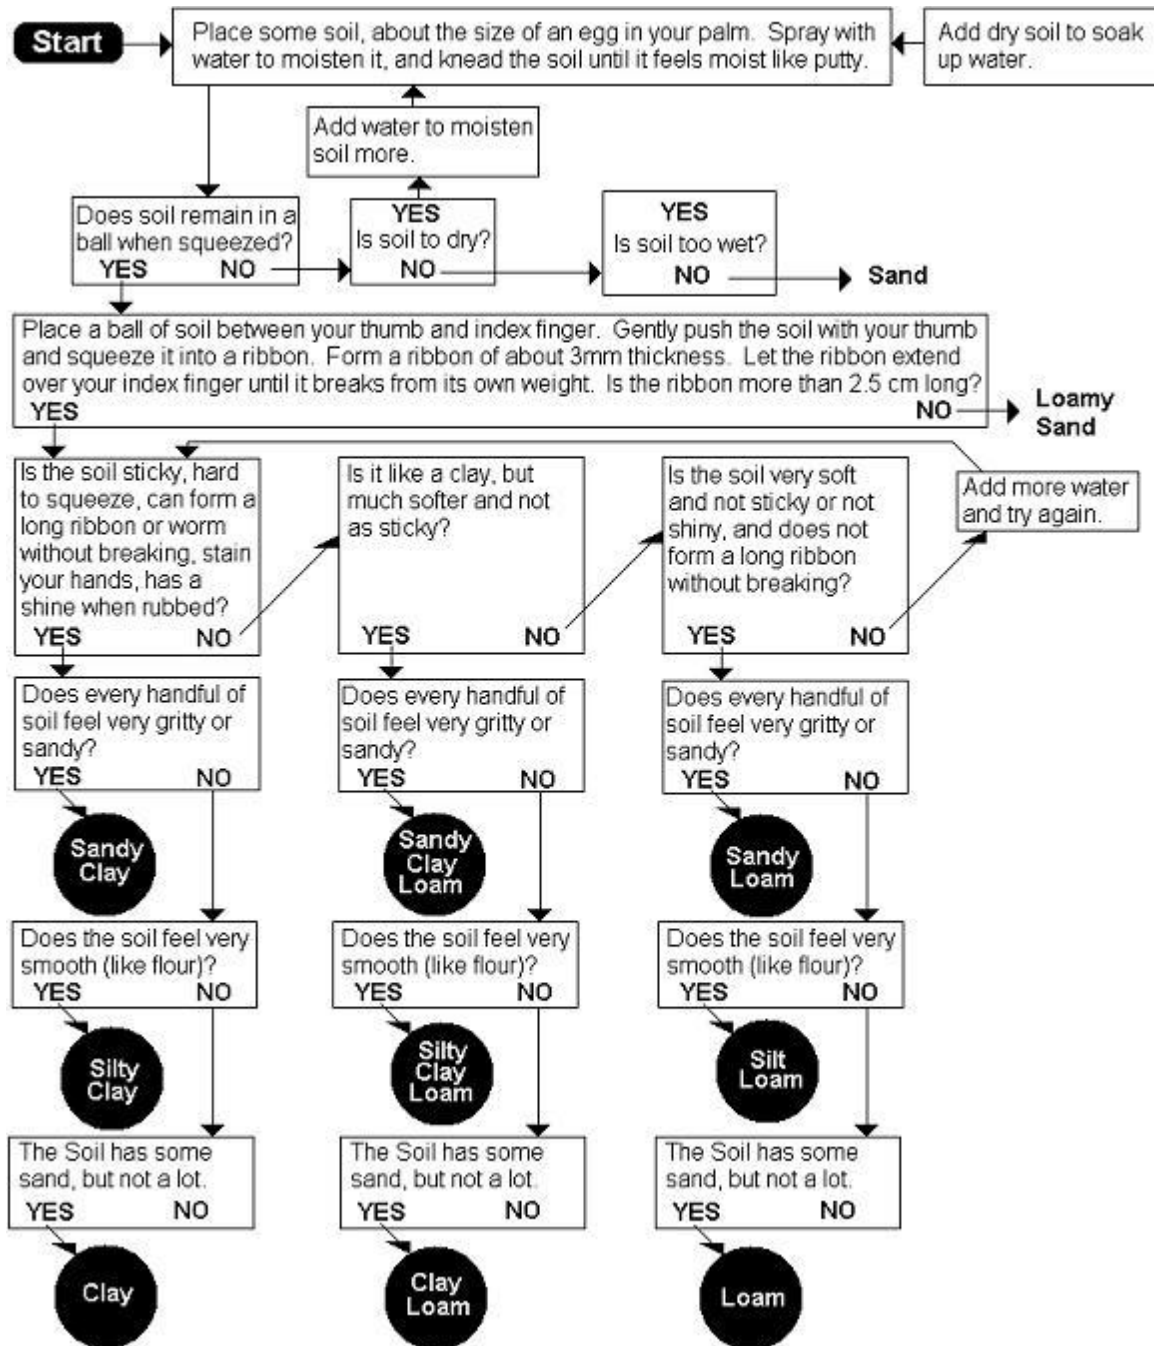 Start
Place some soil, about the size of an egg in your palm. Spray with
water to moisten it, and knead the soil until it feels moist like putty.
Add dry soil to soak
up water.
Add water to moisten
soil more.
Does soil remain in a
ball when squeezed?
YES NO
YES
Is soil to dry?
NO
YES
Is soil too wet?
NO
Sand
Place a ball of soil between your thumb and index finger. Gently push the soil with your thumb
and squeeze it into a ribbon. Form a ribbon of about 3mm thickness. Let the ribbon extend
over your index finger until it breaks from its own weight. Is the ribbon more than 2.5 cm long?
YES NO
Loamy
Sand
Is the soil sticky, hard
to squeeze, can form a
long ribbon or worm
without breaking, stain
your hands, has a
shine when rubbed?
YES NO
Is it like a clay, but
much softer and not
as sticky?
YES NO
Is the soil very soft
and not sticky or not
shiny, and does not
form a long ribbon
without breaking?
YES NO
Add more water
and try again.
Does every handful of
soil feel very gritty or
sandy?
YES NO
Does every handful of
soil feel very gritty or
sandy?
YES NO
Does every handful of
soil feel very gritty or
sandy?
YES NO
Sandy
Clay
Sandy
Clay
Loam
Sandy
Loam
Does the soil feel very
smooth (like flour)?
YES NO
Does the soil feel very
smooth (like flour)?
YES NO
Does the soil feel very
smooth (like flour)?
YES NO
Silty
Clay
Silty
Clay
Loam
Silt
Loam
The Soil has some
sand, but not a lot.
YES NO
The Soil has some
sand, but not a lot.
YES NO
The Soil has some
sand, but not a lot.
YES NO
Clay
Clay
Loam
Loam